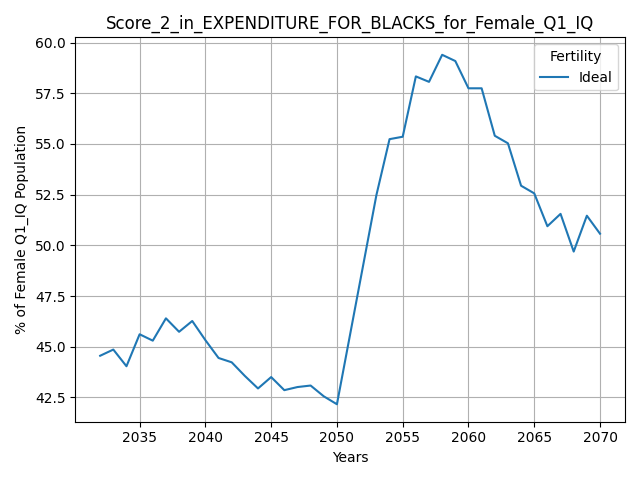 Score_2_in_EXPENDITURE_FOR_BLACKS_for_Female_Q1_IQ
Fertility
Ideal
60.0
57.5
55.0
52.5
50.0
47.5
45.0
42.5
% of Female Q1_IQ Population
2035 2040 2045 2050 2055 2060 2065 2070
Years